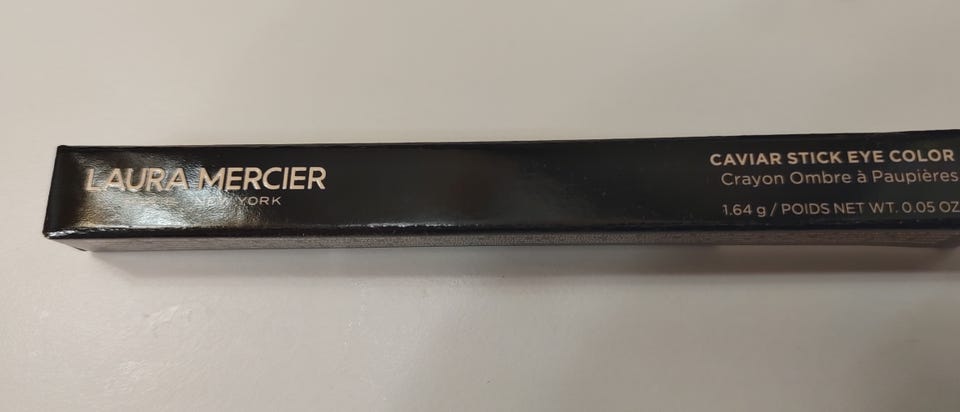 LAURA MERCIER
NEW YORK
CAVIAR STICK EYE COLOR
Crayon Ombre à Paupières
1.64 g / POIDS NET WT. 0.05 OZ